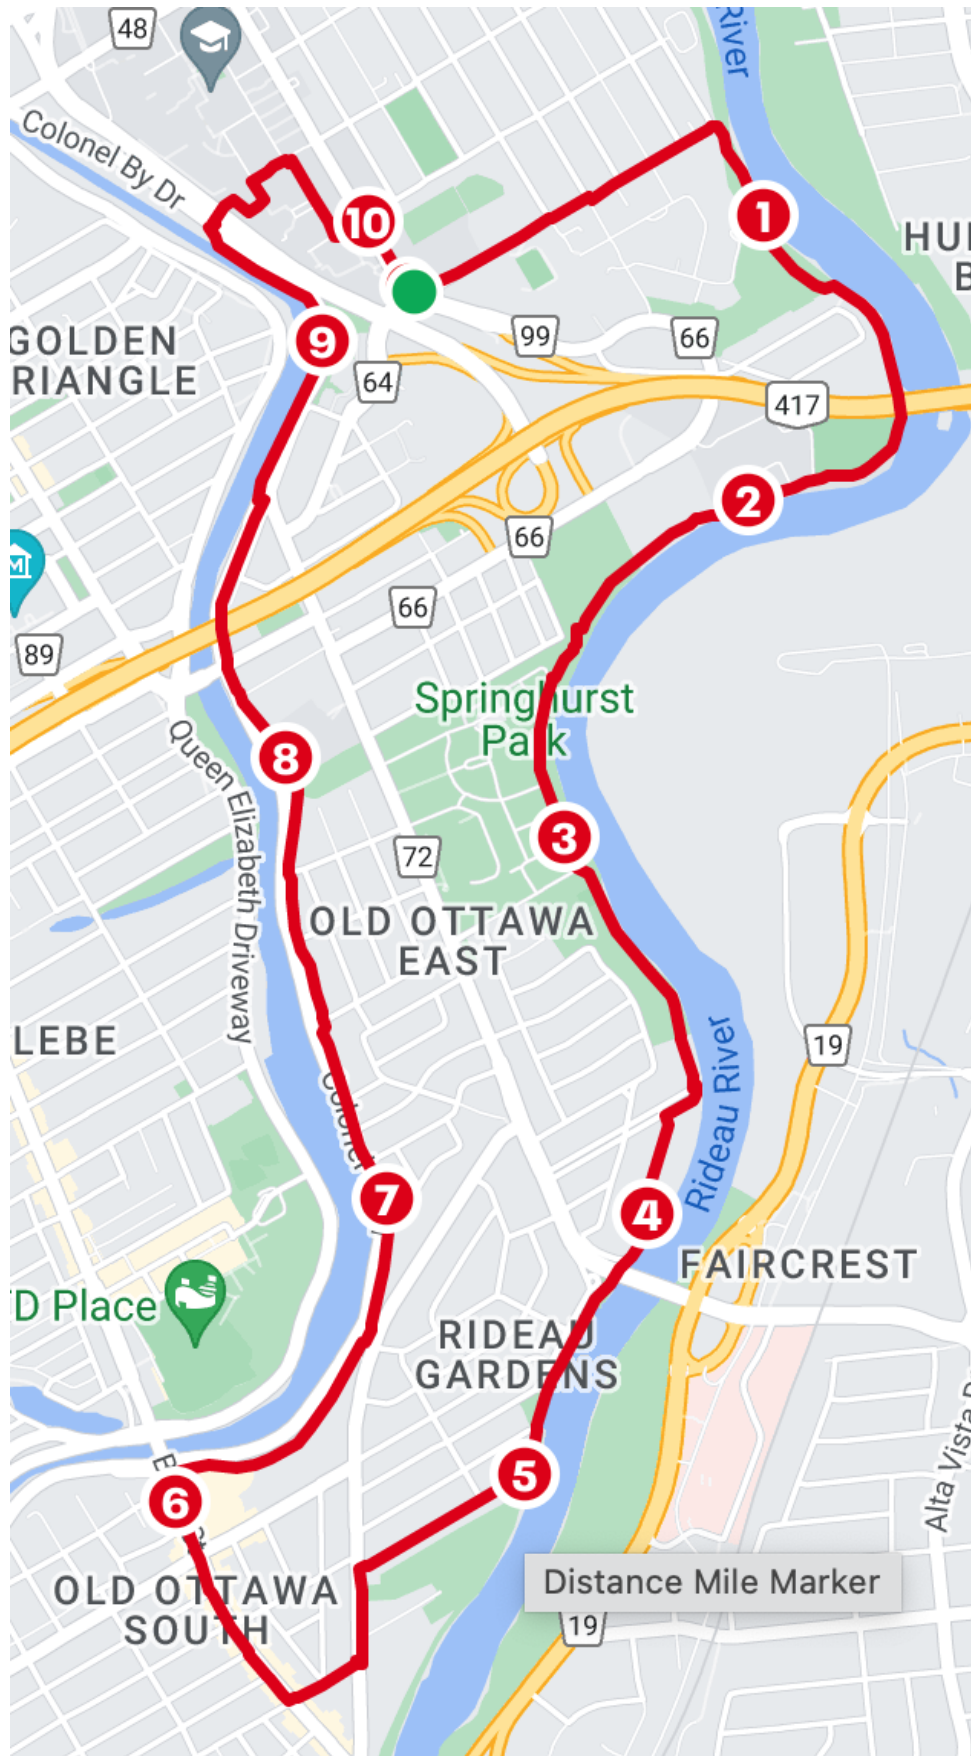 48
River
Colonel By Dr
10
1
HU
B
GOLDEN
RIANGLE
9
99
66
64
417
2
66
66
M
89
Springhurst
Park
8
Queen Elizabeth Driveway
3
72
OLD OTTAWA
EAST
LEBE
19
Rideau River
Colonel
7
4
FAIRCREST
D Place
RIDEAU
GARDENS
Alta Vista
5
6
Distance Mile Marker
OLD OTTAWA
SOUTH
19